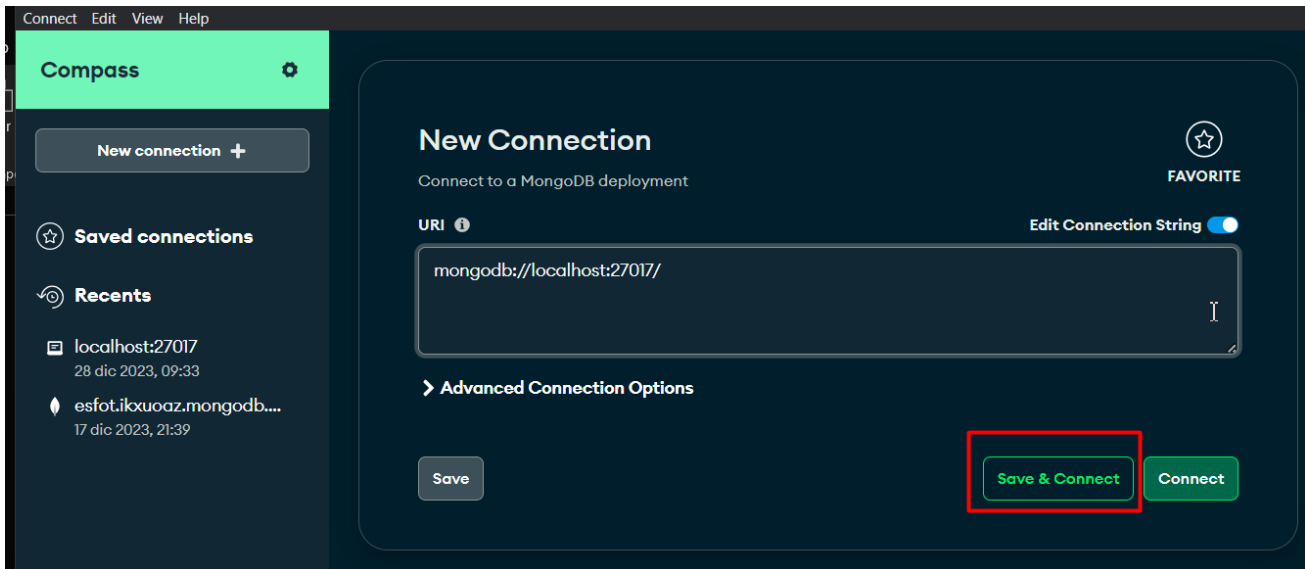 Connect Edit View Help
Compass
New connection
Saved connections
Recents
localhost:27017
28 dic 2023, 09:33
esfot.ikxuoaz.mongodb....
17 dic 2023, 21:39
New Connection
FAVORITE
Connect to a MongoDB deployment
URI
Edit Connection String
mongodb://localhost:27017/
Advanced Connection Options
Save
Save & Connect
Connect